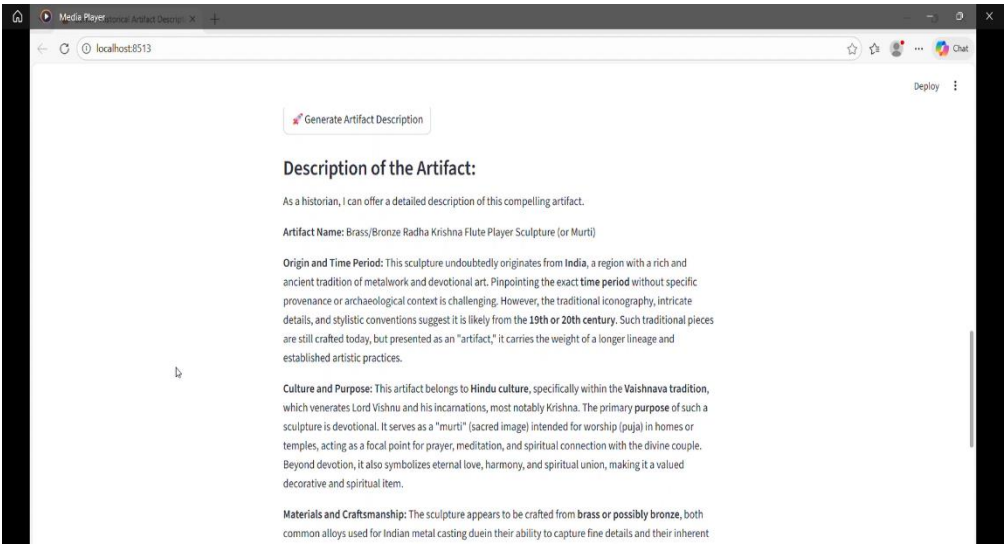 Media Player
localhost:8513
Chat
Deploy
Generate Artifact Description
Description of the Artifact:
As a historian, I can offer a detailed description of this compelling artifact.
Artifact Name: Brass/Bronze Radha Krishna Flute Player Sculpture (or Murti)
Origin and Time Period: This sculpture undoubtedly originates from India, a region with a rich and
ancient tradition of metalwork and devotional art. Pinpointing the exact time period without specific
provenance or archaeological context is challenging. However, the traditional iconography, intricate
details, and stylistic conventions suggest it is likely from the 19th or 20th century. Such traditional pieces
are still crafted today, but presented as an "artifact," it carries the weight of a longer lineage and
established artistic practices.
Culture and Purpose: This artifact belongs to Hindu culture, specifically within the Vaishnava tradition,
which venerates Lord Vishnu and his incarnations, most notably Krishna. The primary purpose of such a
sculpture is devotional. It serves as a "murti" (sacred image) intended for worship (puja) in homes or
temples, acting as a focal point for prayer, meditation, and spiritual connection with the divine couple.
Beyond devotion, it also symbolizes eternal love, harmony, and spiritual union, making it a valued
decorative and spiritual item.
Materials and Craftsmanship: The sculpture appears to be crafted from brass or possibly bronze, both
common alloys used for Indian metal casting duein their ability to capture fine details and their inherent